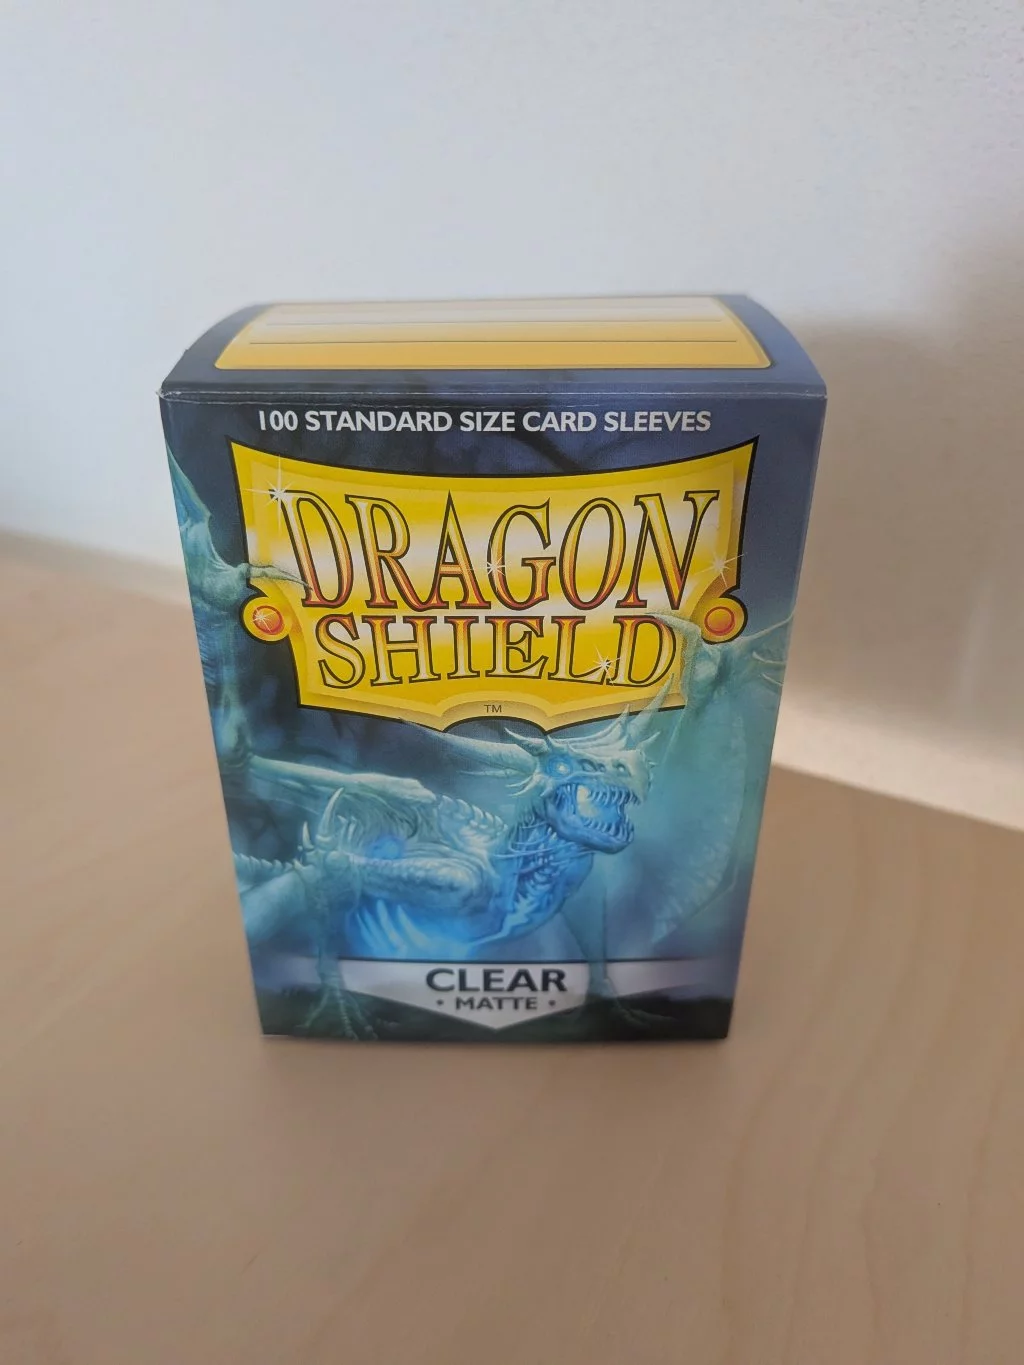 100 STANDARD SIZE CARD SLEEVES
DRAGON
SHIELD
TM
CLEAR
• MATTE •